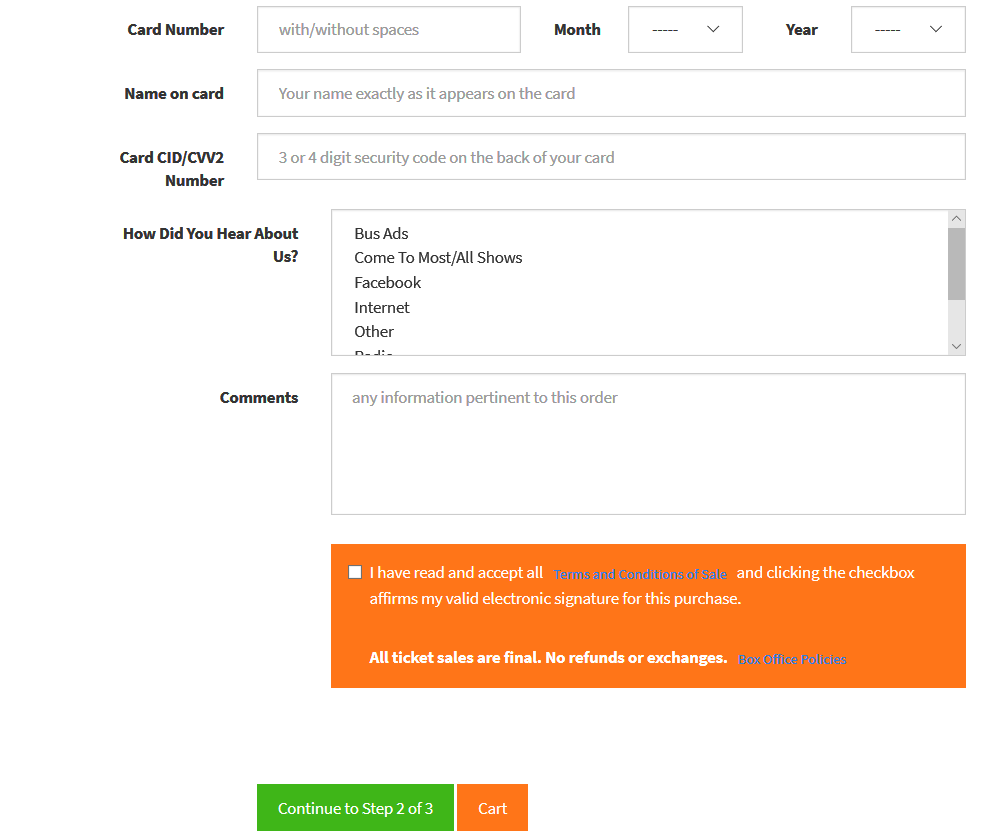 Card Number with/without spaces Month ----- Year -----
Name on card Your name exactly as it appears on the card
Card CID/CVV2 Number 3 or 4 digit security code on the back of your card
How Did You Hear About Us?
Bus Ads
Come To Most/All Shows
Facebook
Internet
Other
Radio
Comments any information pertinent to this order
I have read and accept all Terms and Conditions of Sale and clicking the checkbox
affirms my valid electronic signature for this purchase.
All ticket sales are final. No refunds or exchanges. Box Office Policies
Continue to Step 2 of 3 Cart